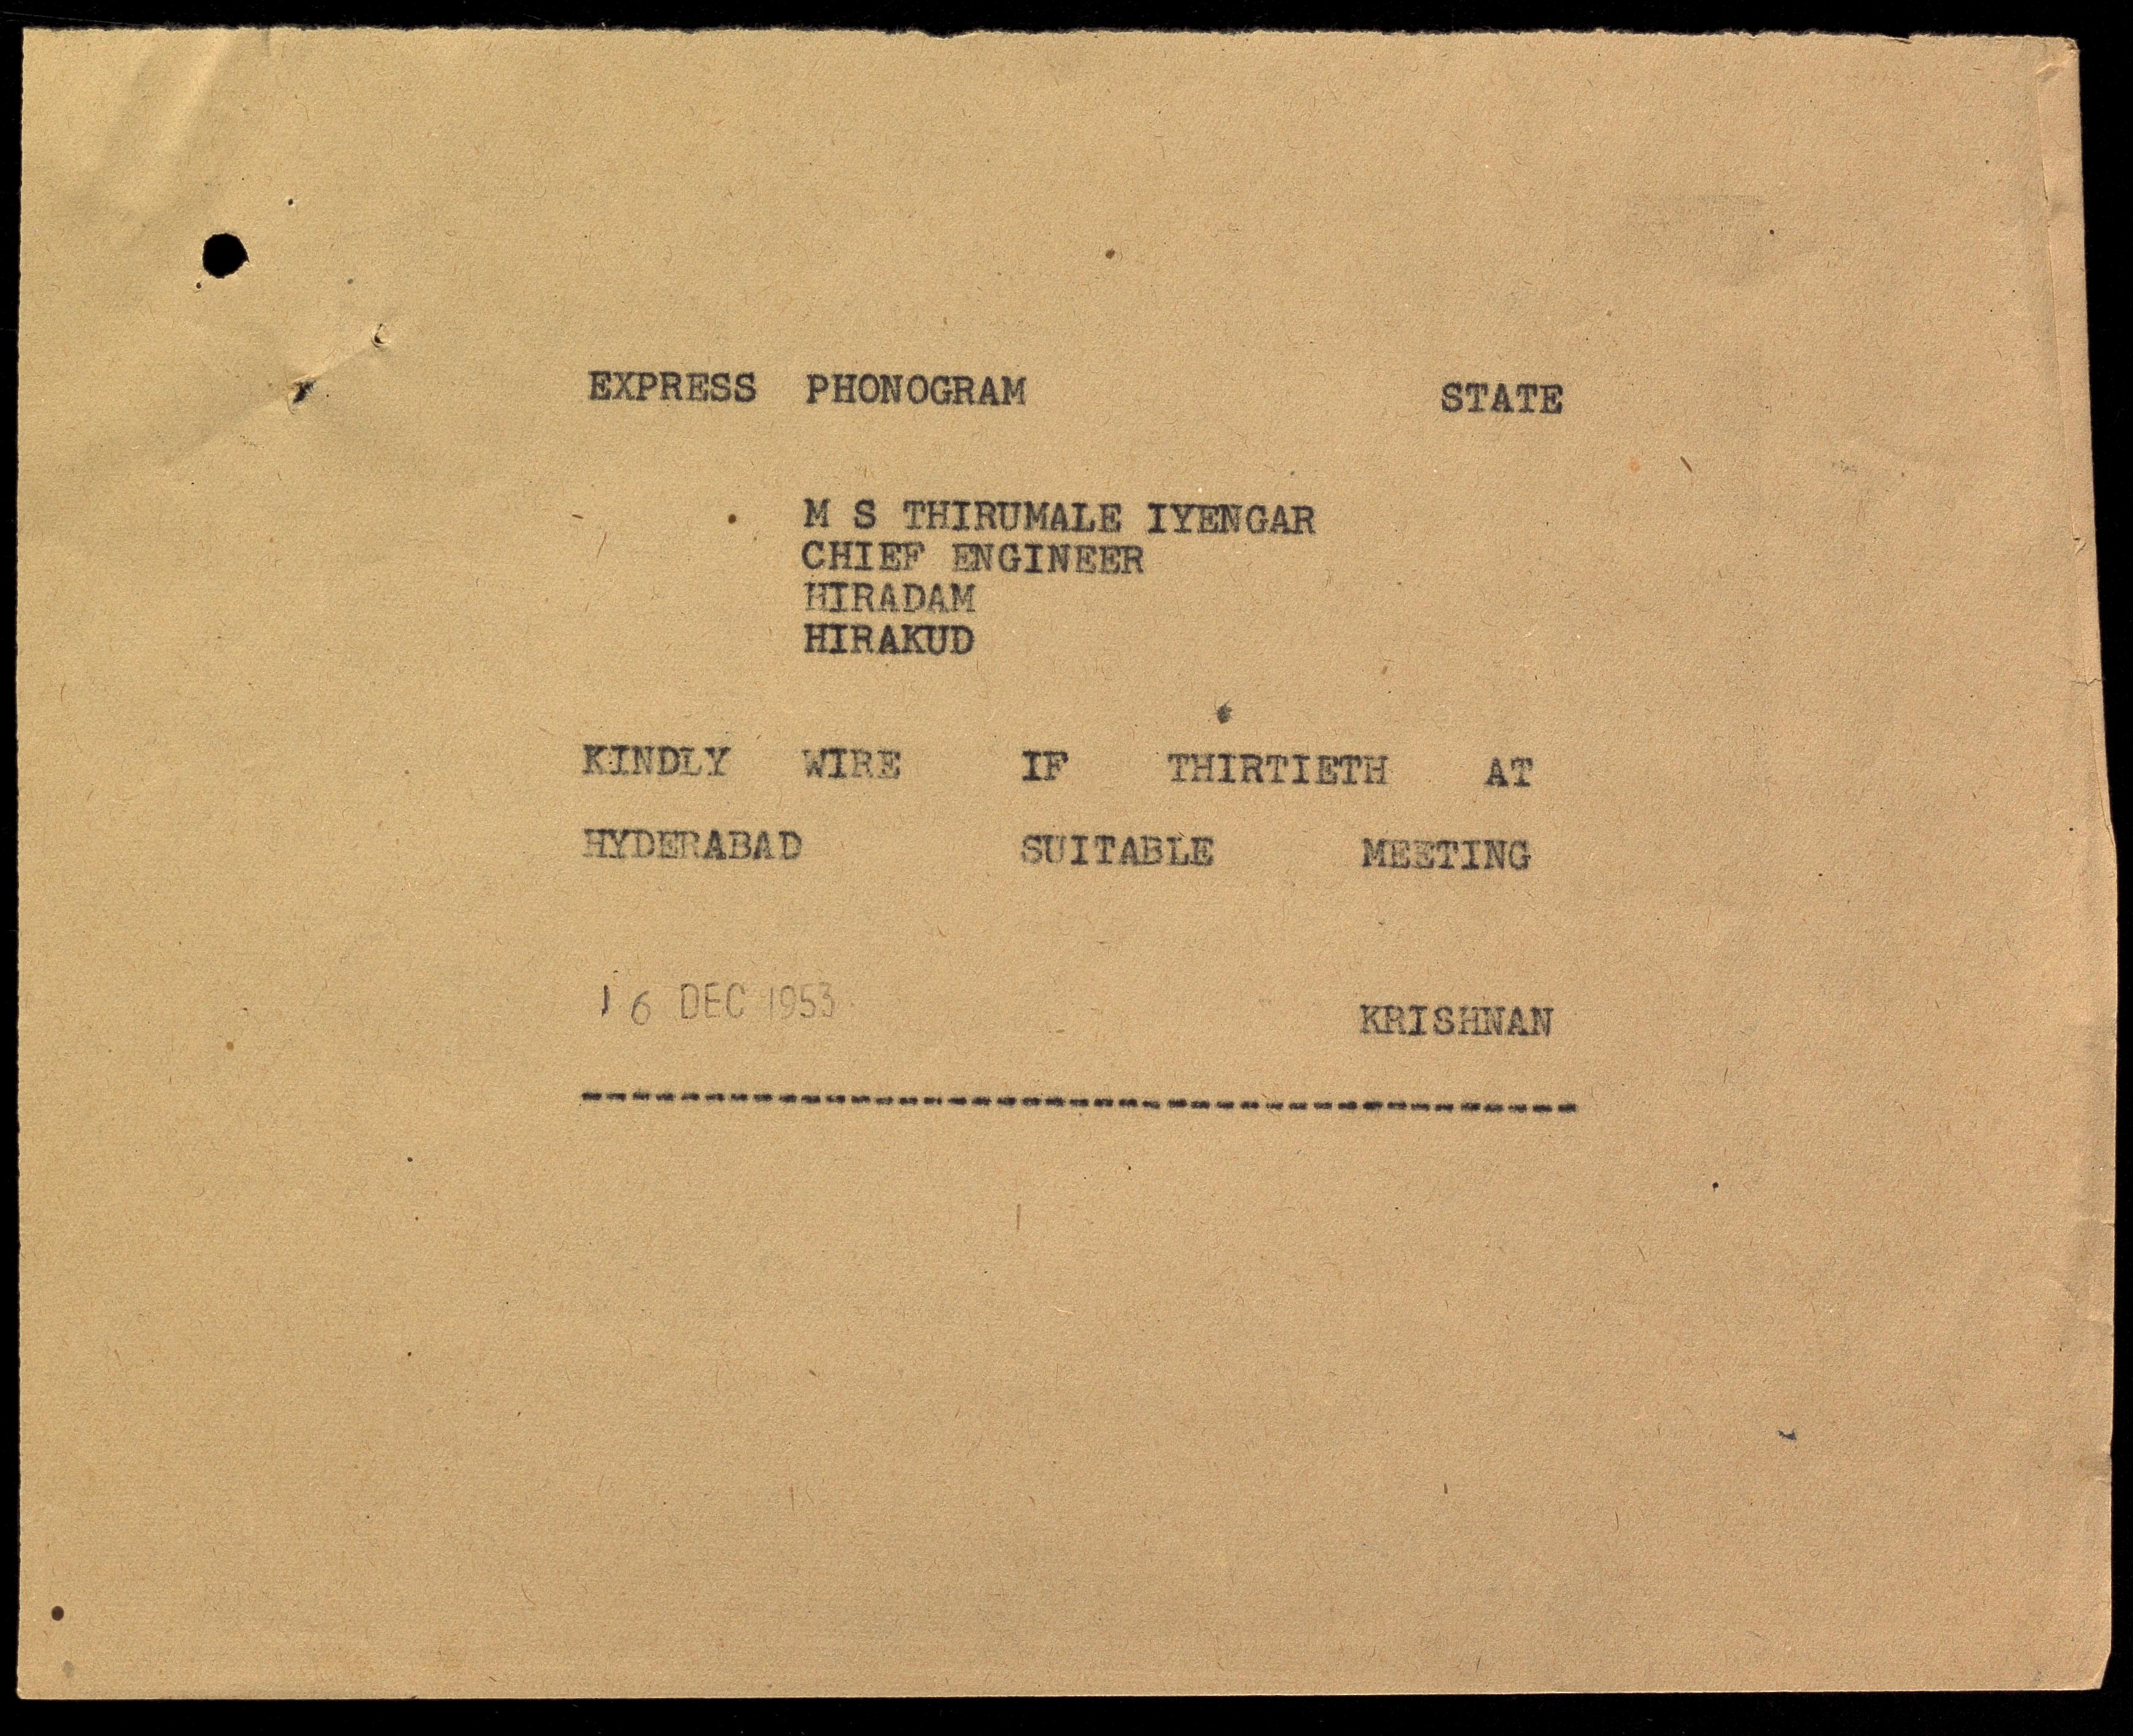 EXPRESS PHONOGRAM STATE
M S THIRUMALE IYENGAR
CHIEF ENGINEER
HIRADAM
HIRAKUD
KINDLY WIRE IF THIRTIETH AT
HYDERABAD SUITABLE MEETING
16 DEC 1953 KRISHNAN
----------------------------------------